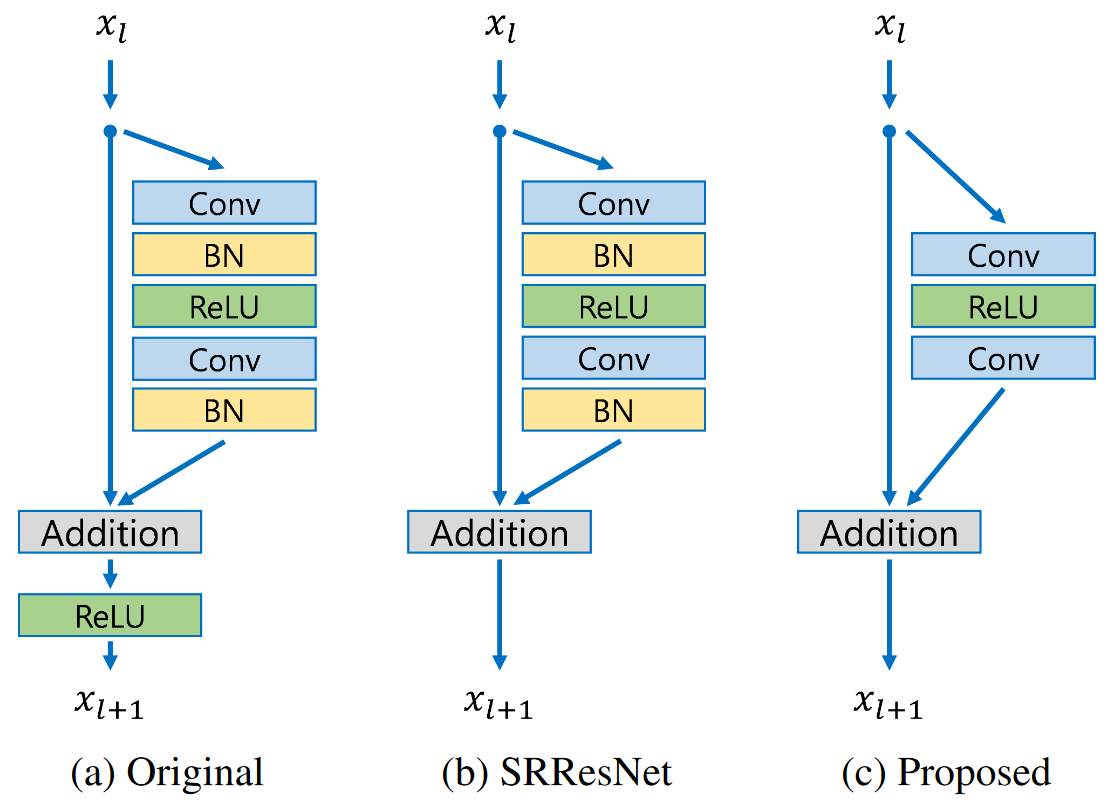 x_l
Conv
BN
ReLU
Conv
BN
Addition
ReLU
x_{l+1}
(a) Original
x_l
Conv
BN
ReLU
Conv
BN
Addition
x_{l+1}
(b) SRResNet
x_l
Conv
ReLU
Conv
Addition
x_{l+1}
(c) Proposed